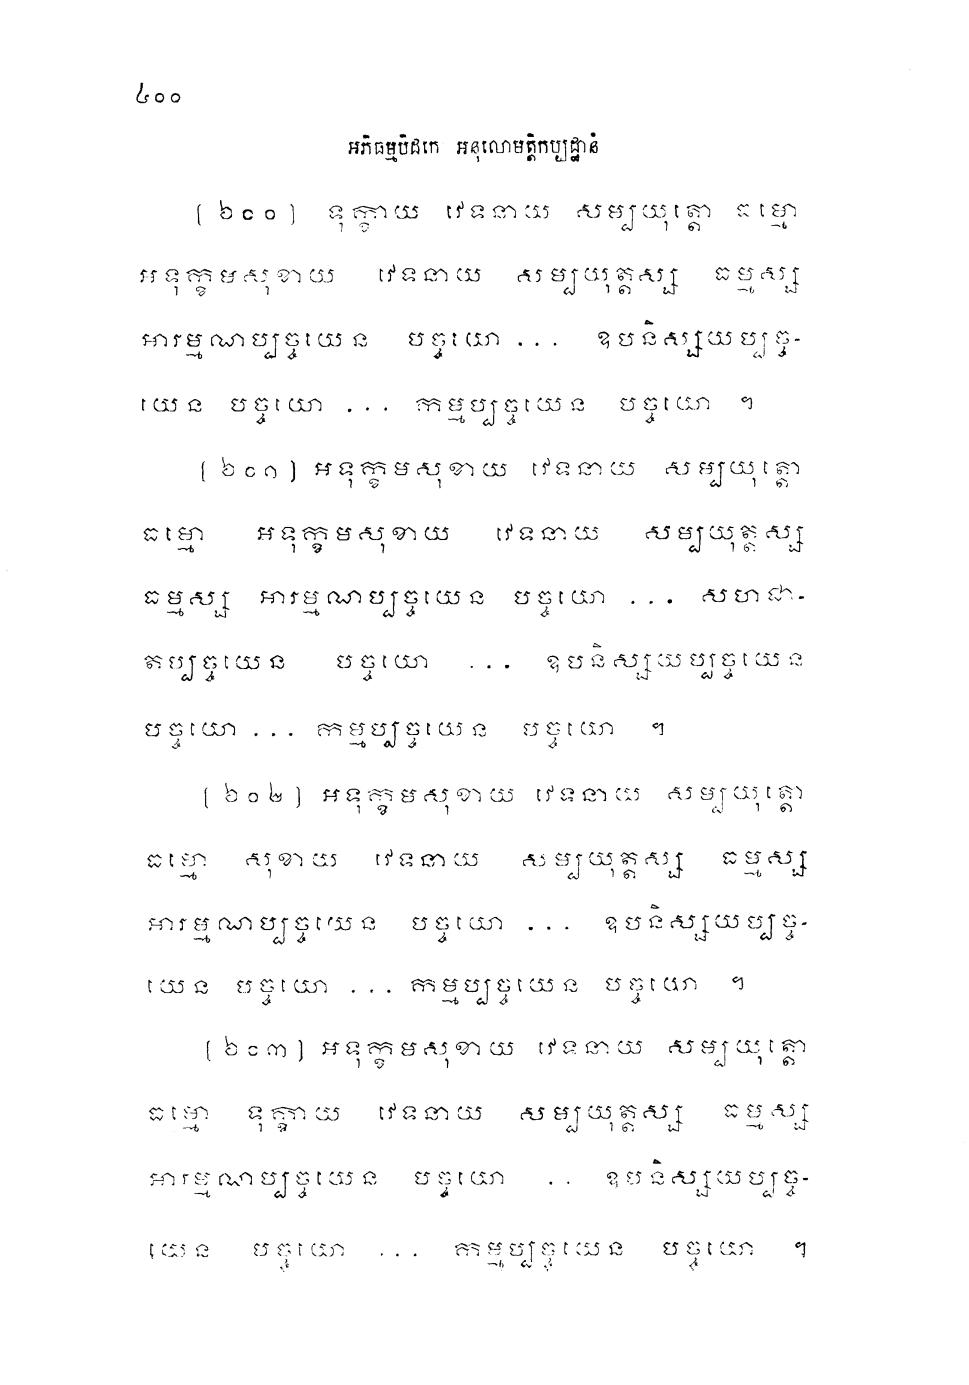 ៤០០
អភិធម្មបិដកេ អនុលោមត្តិកប្បដ្ឋានំ
[៦៤០] ទុក្ខាយ វេទនាយ សម្បយុត្តោ ធម្មោ
អទុក្ខមសុខាយ វេទនាយ សម្បយុត្តស្ស ធម្មស្ស
អារម្មណប្បច្ចយេន បច្ចយោ ... ឧបនិស្សយប្បច្ច-
យេន បច្ចយោ ... កម្មប្បច្ចយេន បច្ចយោ ។
[៦៤១] អទុក្ខមសុខាយ វេទនាយ សម្បយុត្តោ
ធម្មោ អទុក្ខមសុខាយ វេទនាយ សម្បយុត្តស្ស
ធម្មស្ស អារម្មណប្បច្ចយេន បច្ចយោ ... សហជា-
តប្បច្ចយេន បច្ចយោ ... ឧបនិស្សយប្បច្ចយេន
បច្ចយោ ... កម្មប្បច្ចយេន បច្ចយោ ។
[៦៤២] អទុក្ខមសុខាយ វេទនាយ សម្បយុត្តោ
ធម្មោ សុខាយ វេទនាយ សម្បយុត្តស្ស ធម្មស្ស
អារម្មណប្បច្ចយេន បច្ចយោ ... ឧបនិស្សយប្បច្ច-
យេន បច្ចយោ ... កម្មប្បច្ចយេន បច្ចយោ ។
[៦៤៣] អទុក្ខមសុខាយ វេទនាយ សម្បយុត្តោ
ធម្មោ ទុក្ខាយ វេទនាយ សម្បយុត្តស្ស ធម្មស្ស
អារម្មណប្បច្ចយេន បច្ចយោ .. ឧបនិស្សយប្បច្ច-
យេន បច្ចយោ ... កម្មប្បច្ចយេន បច្ចយោ ។